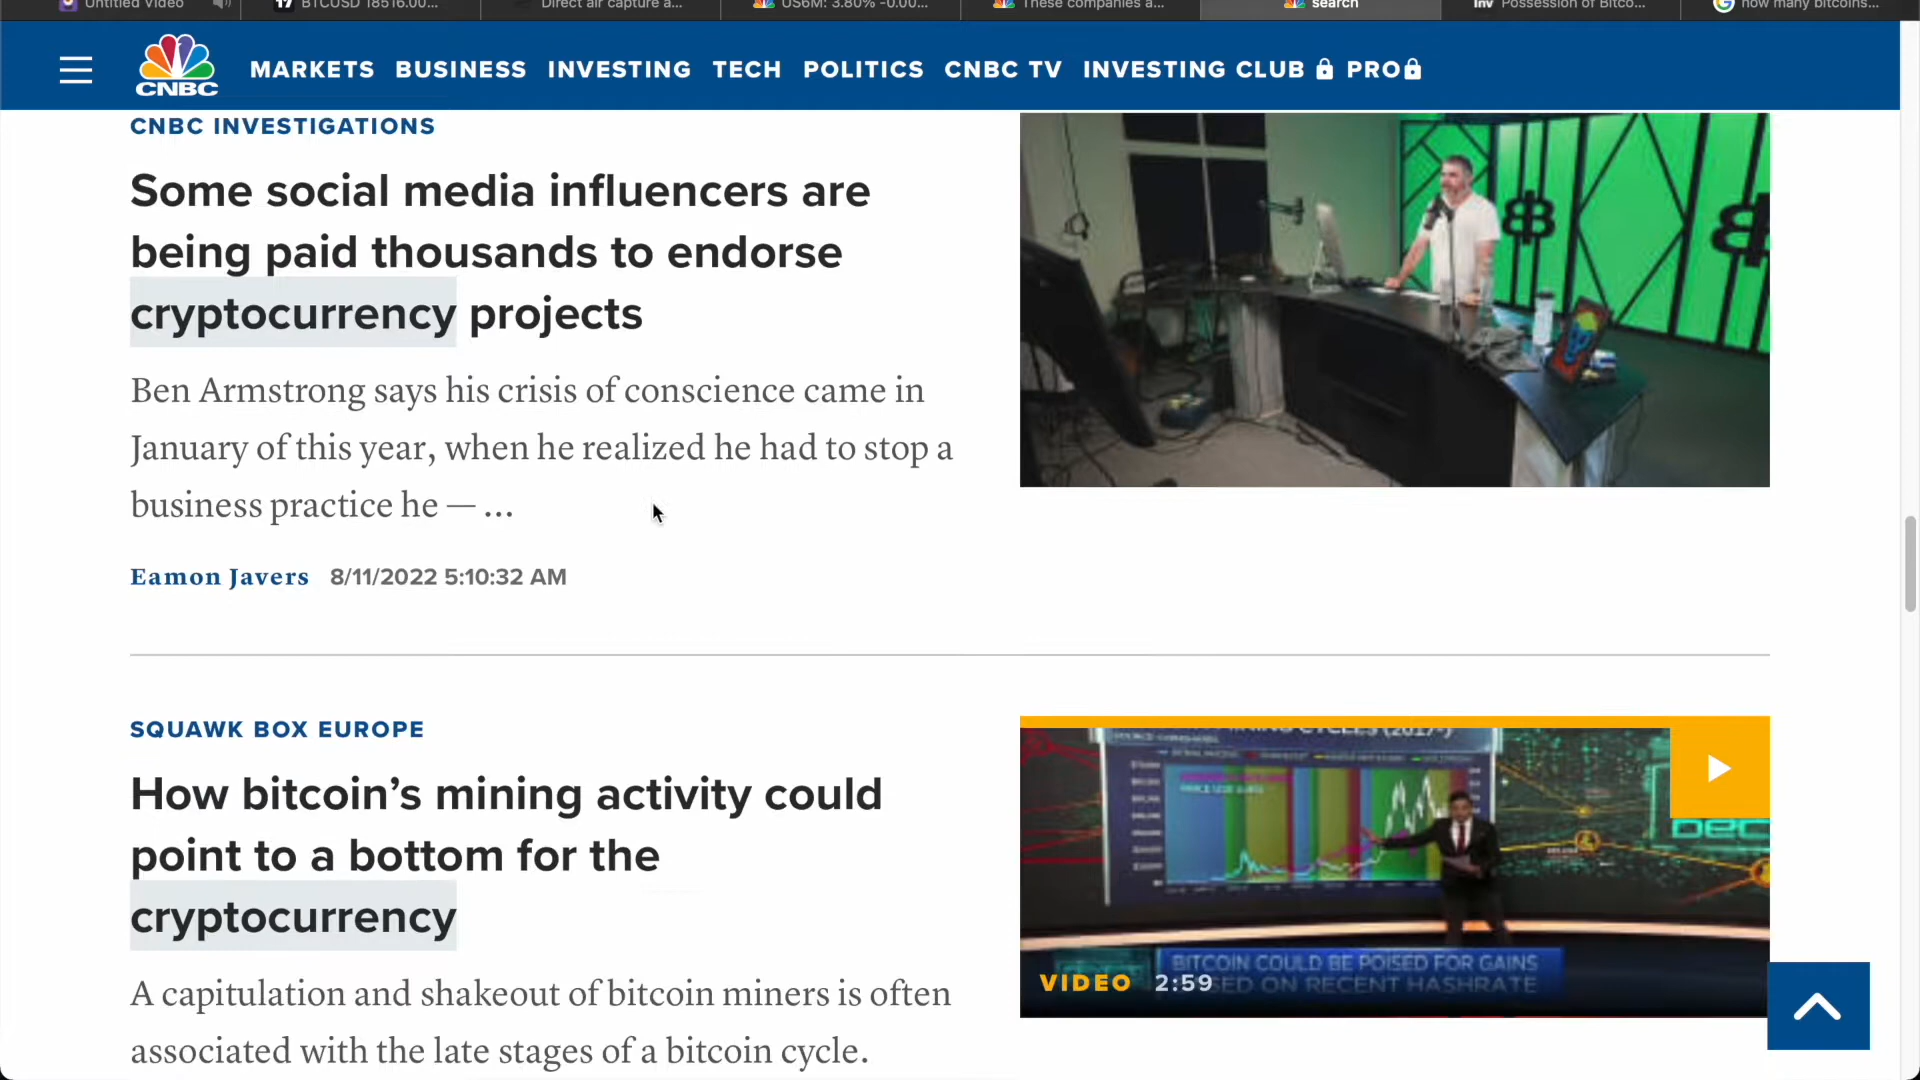 Untitled Video
BTCUSD 18516.00...
Direct air capture a...
US6M: 3.80% -0.00...
These companies a...
search
Inv Possession of Bitco...
how many bitcoins...
CNBC
MARKETS BUSINESS INVESTING TECH POLITICS CNBC TV INVESTING CLUB PRO
CNBC INVESTIGATIONS
Some social media influencers are
being paid thousands to endorse
cryptocurrency projects
Ben Armstrong says his crisis of conscience came in
January of this year, when he realized he had to stop a
business practice he — ...
Eamon Javers 8/11/2022 5:10:32 AM
SQUAWK BOX EUROPE
How bitcoin’s mining activity could
point to a bottom for the
cryptocurrency
A capitulation and shakeout of bitcoin miners is often
associated with the late stages of a bitcoin cycle.
BITCOIN COULD BE POISED FOR GAINS
ON RECENT HASHRATE
VIDEO 2:59